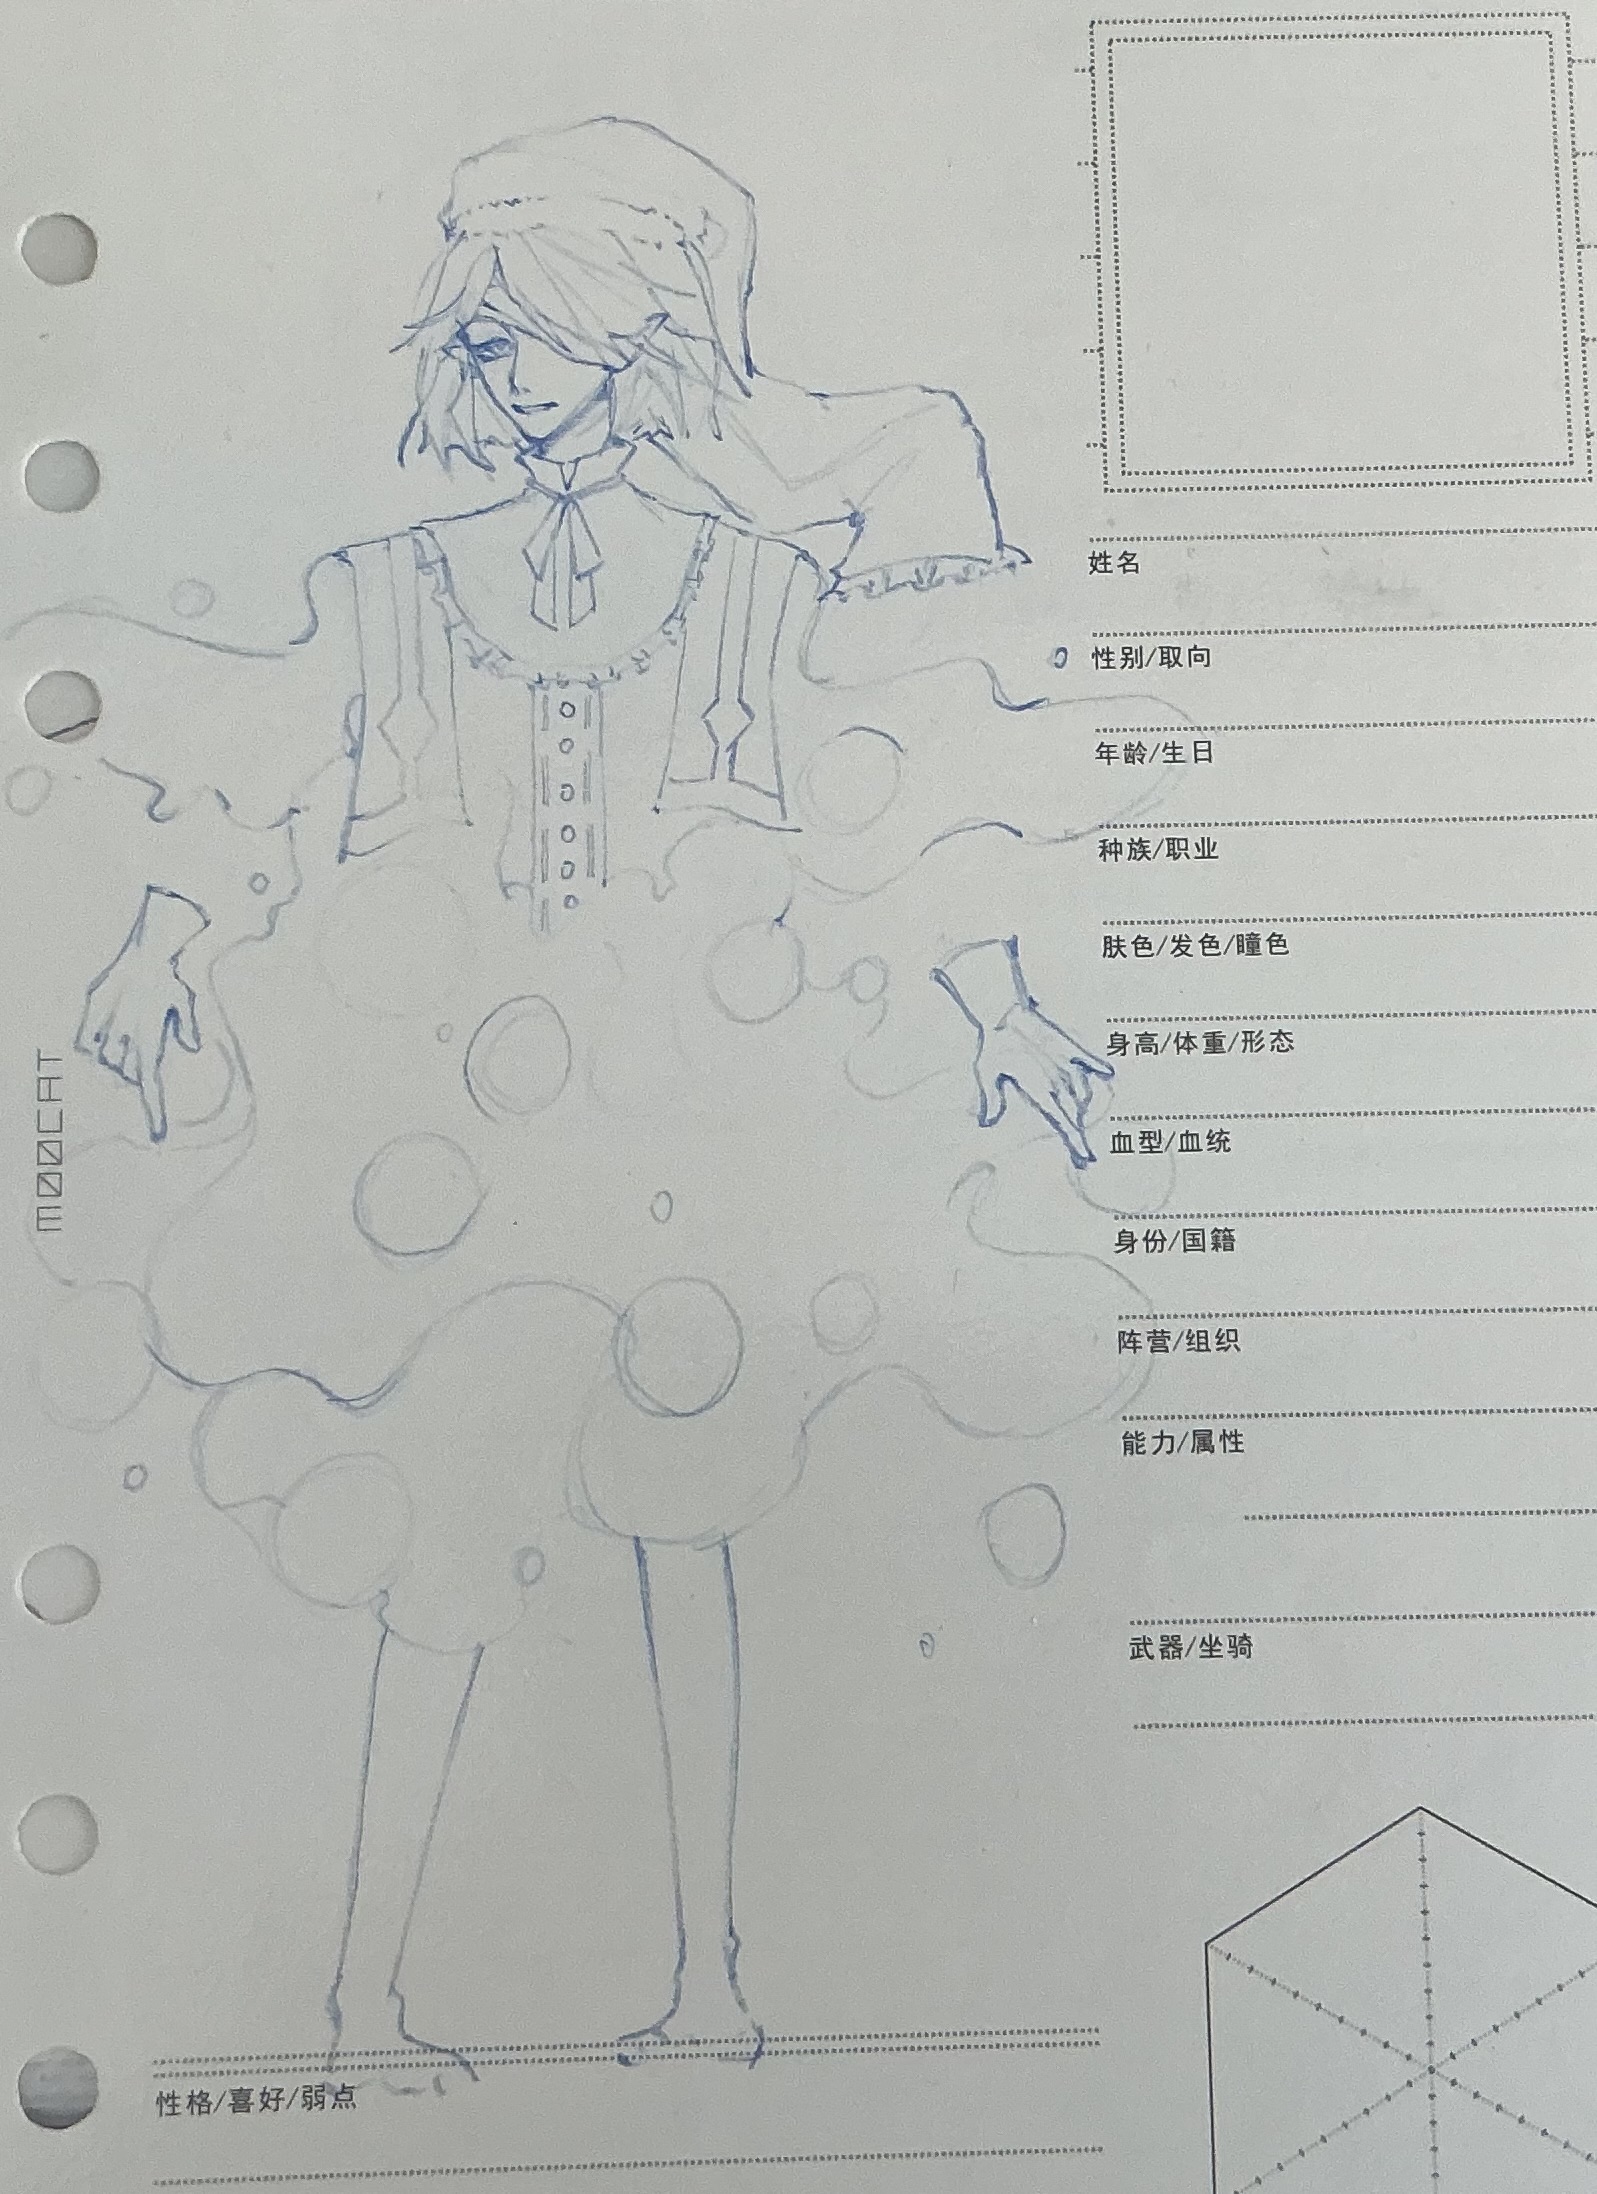 姓名
性别/取向
年龄/生日
种族/职业
肤色/发色/瞳色
身高/体重/形态
血型/血统
身份/国籍
阵营/组织
能力/属性
武器/坐骑
性格/喜好/弱点
MOOCAT